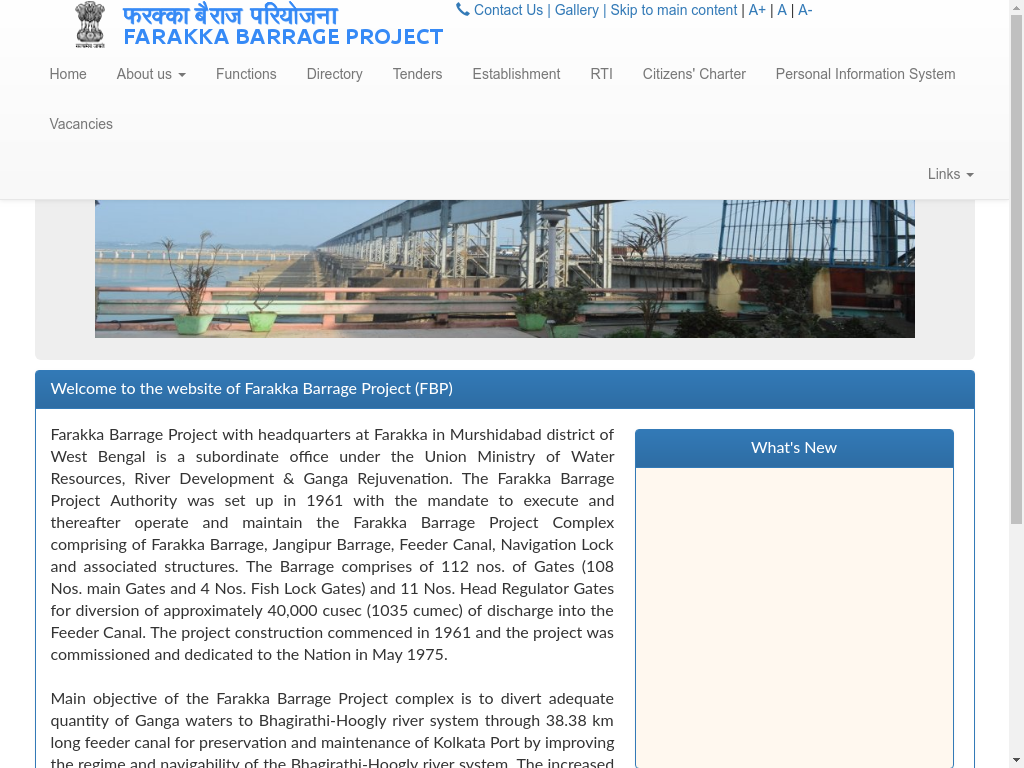 फरक्का बैराज परियोजना
FARAKKA BARRAGE PROJECT
Contact Us | Gallery | Skip to main content | A+ | A | A-
Home About us Functions Directory Tenders Establishment RTI Citizens' Charter Personal Information System
Vacancies
Links
Welcome to the website of Farakka Barrage Project (FBP)
Farakka Barrage Project with headquarters at Farakka in Murshidabad district of
West Bengal is a subordinate office under the Union Ministry of Water
Resources, River Development & Ganga Rejuvenation. The Farakka Barrage
Project Authority was set up in 1961 with the mandate to execute and
thereafter operate and maintain the Farakka Barrage Project Complex
comprising of Farakka Barrage, Jangipur Barrage, Feeder Canal, Navigation Lock
and associated structures. The Barrage comprises of 112 nos. of Gates (108
Nos. main Gates and 4 Nos. Fish Lock Gates) and 11 Nos. Head Regulator Gates
for diversion of approximately 40,000 cusec (1035 cumec) of discharge into the
Feeder Canal. The project construction commenced in 1961 and the project was
commissioned and dedicated to the Nation in May 1975.
Main objective of the Farakka Barrage Project complex is to divert adequate
quantity of Ganga waters to Bhagirathi-Hoogly river system through 38.38 km
long feeder canal for preservation and maintenance of Kolkata Port by improving
the regime and navigability of the Bhagirathi-Hoogly river system. The increased
What's New